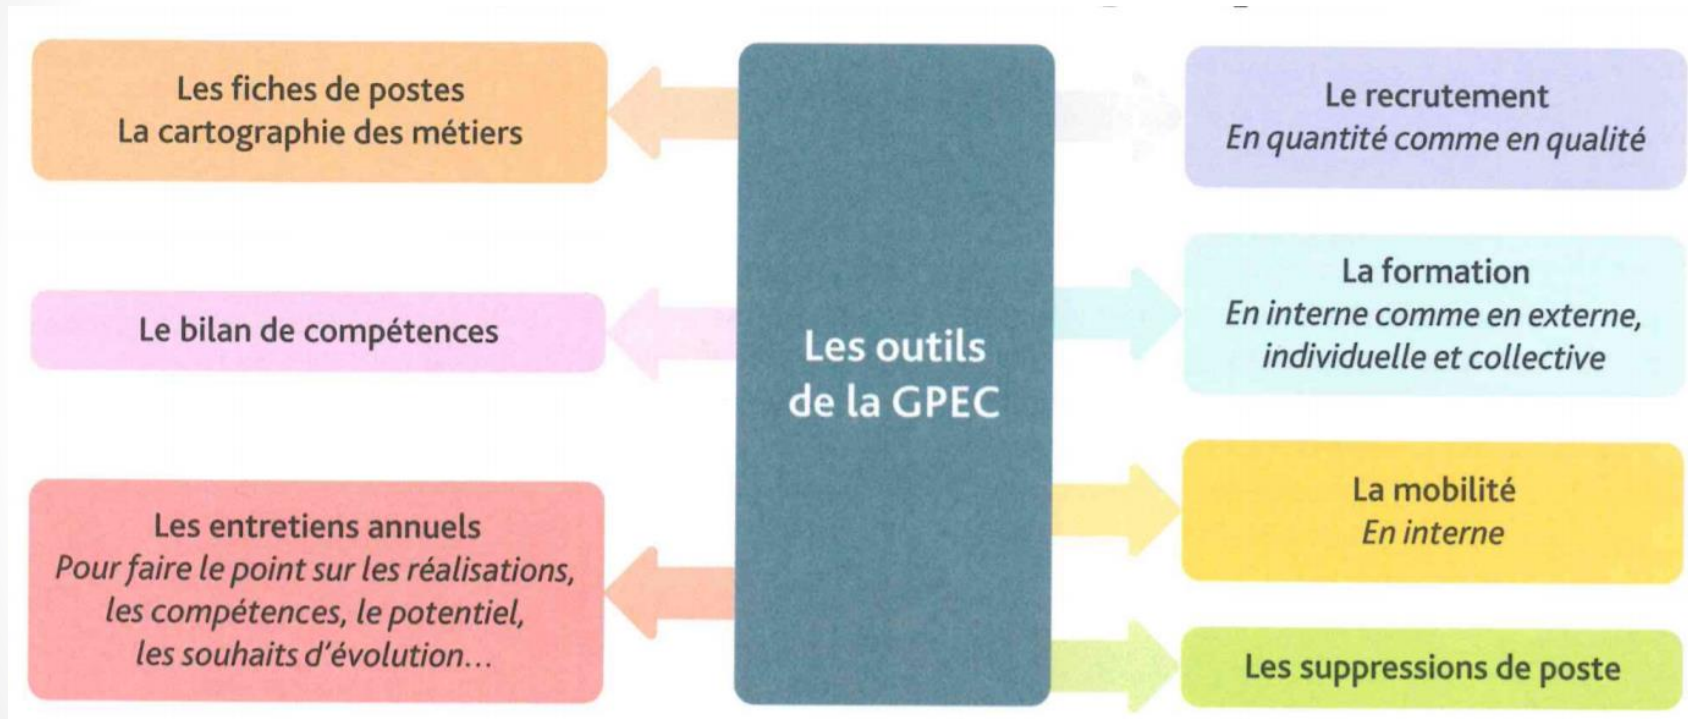 Les fiches de postes
La cartographie des métiers
Le bilan de compétences
Les entretiens annuels
Pour faire le point sur les réalisations,
les compétences, le potentiel,
les souhaits d'évolution...
Les outils
de la GPEC
Le recrutement
En quantité comme en qualité
La formation
En interne comme en externe,
individuelle et collective
La mobilité
En interne
Les suppressions de poste